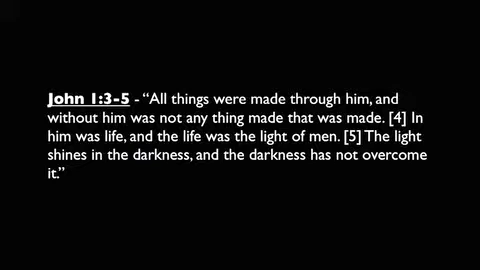 John 1:3-5 - “All things were made through him, and
without him was not any thing made that was made. [4] In
him was life, and the life was the light of men. [5] The light
shines in the darkness, and the darkness has not overcome
it.”